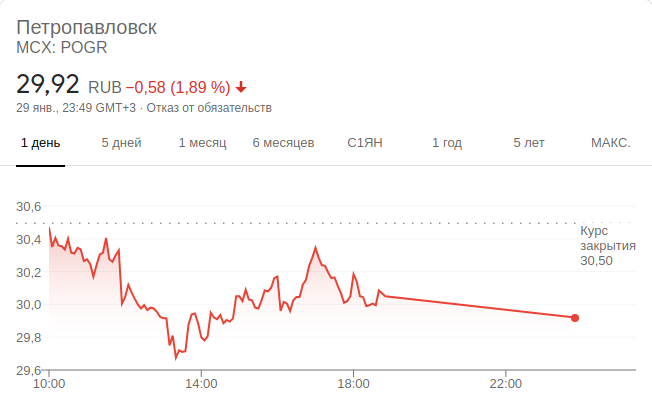 Петропавловск
MCX: POGR
29,92 RUB −0,58 (1,89 %)
29 янв., 23:49 GMT+3 · Отказ от обязательств
1 день 5 дней 1 месяц 6 месяцев С1ЯН 1 год 5 лет МАКС.
30,6
30,4
30,2
30,0
29,8
29,6
Курс
закрытия
30,50
10:00 14:00 18:00 22:00